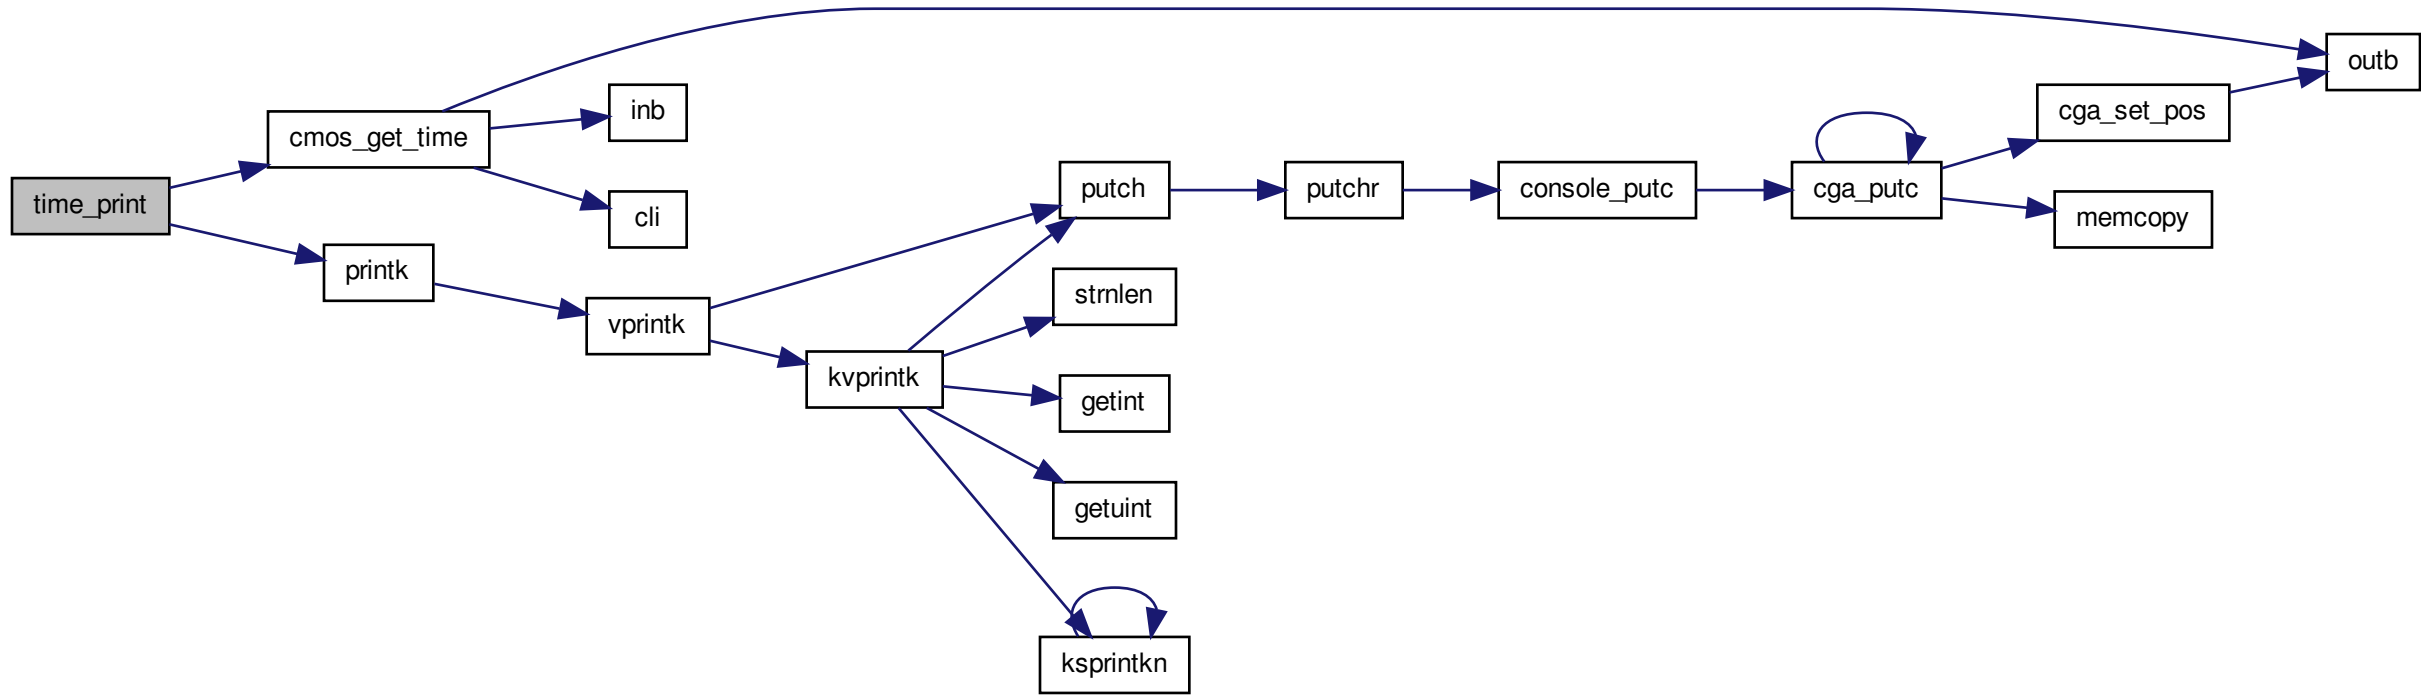 time_print
cmos_get_time
printk
inb
cli
vprintk
kvprintk
putch
strnlen
getint
getuint
ksprintkn
putchr
console_putc
cga_putc
cga_set_pos
memcopy
outb